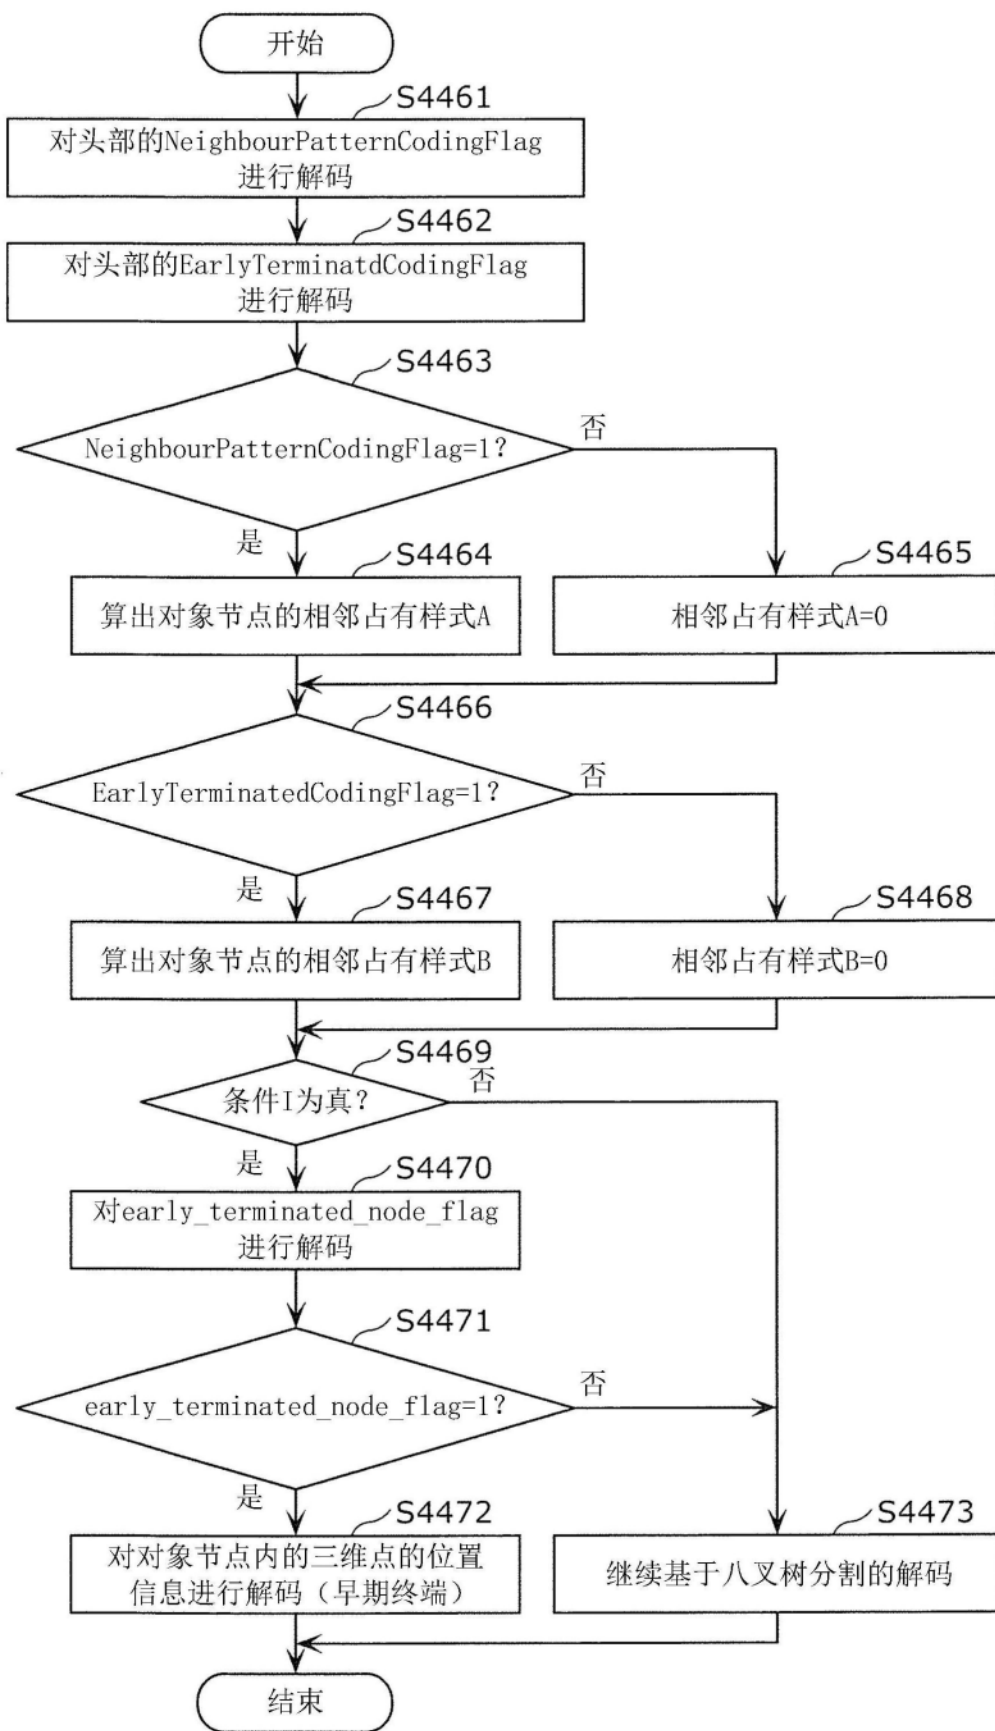 开始
S4461
对头部的NeighbourPatternCodingFlag
进行解码
S4462
对头部的EarlyTerminatdCodingFlag
进行解码
S4463
NeighbourPatternCodingFlag=1?
否
是
S4464
算出对象节点的相邻占有样式A
S4465
相邻占有样式A=0
S4466
EarlyTerminatedCodingFlag=1?
否
是
S4467
算出对象节点的相邻占有样式B
S4468
相邻占有样式B=0
S4469
条件I为真?
否
是
S4470
对early_terminated_node_flag
进行解码
S4471
early_terminated_node_flag=1?
否
是
S4472
对对象节点内的三维点的位置
信息进行解码（早期终端）
S4473
继续基于八叉树分割的解码
结束